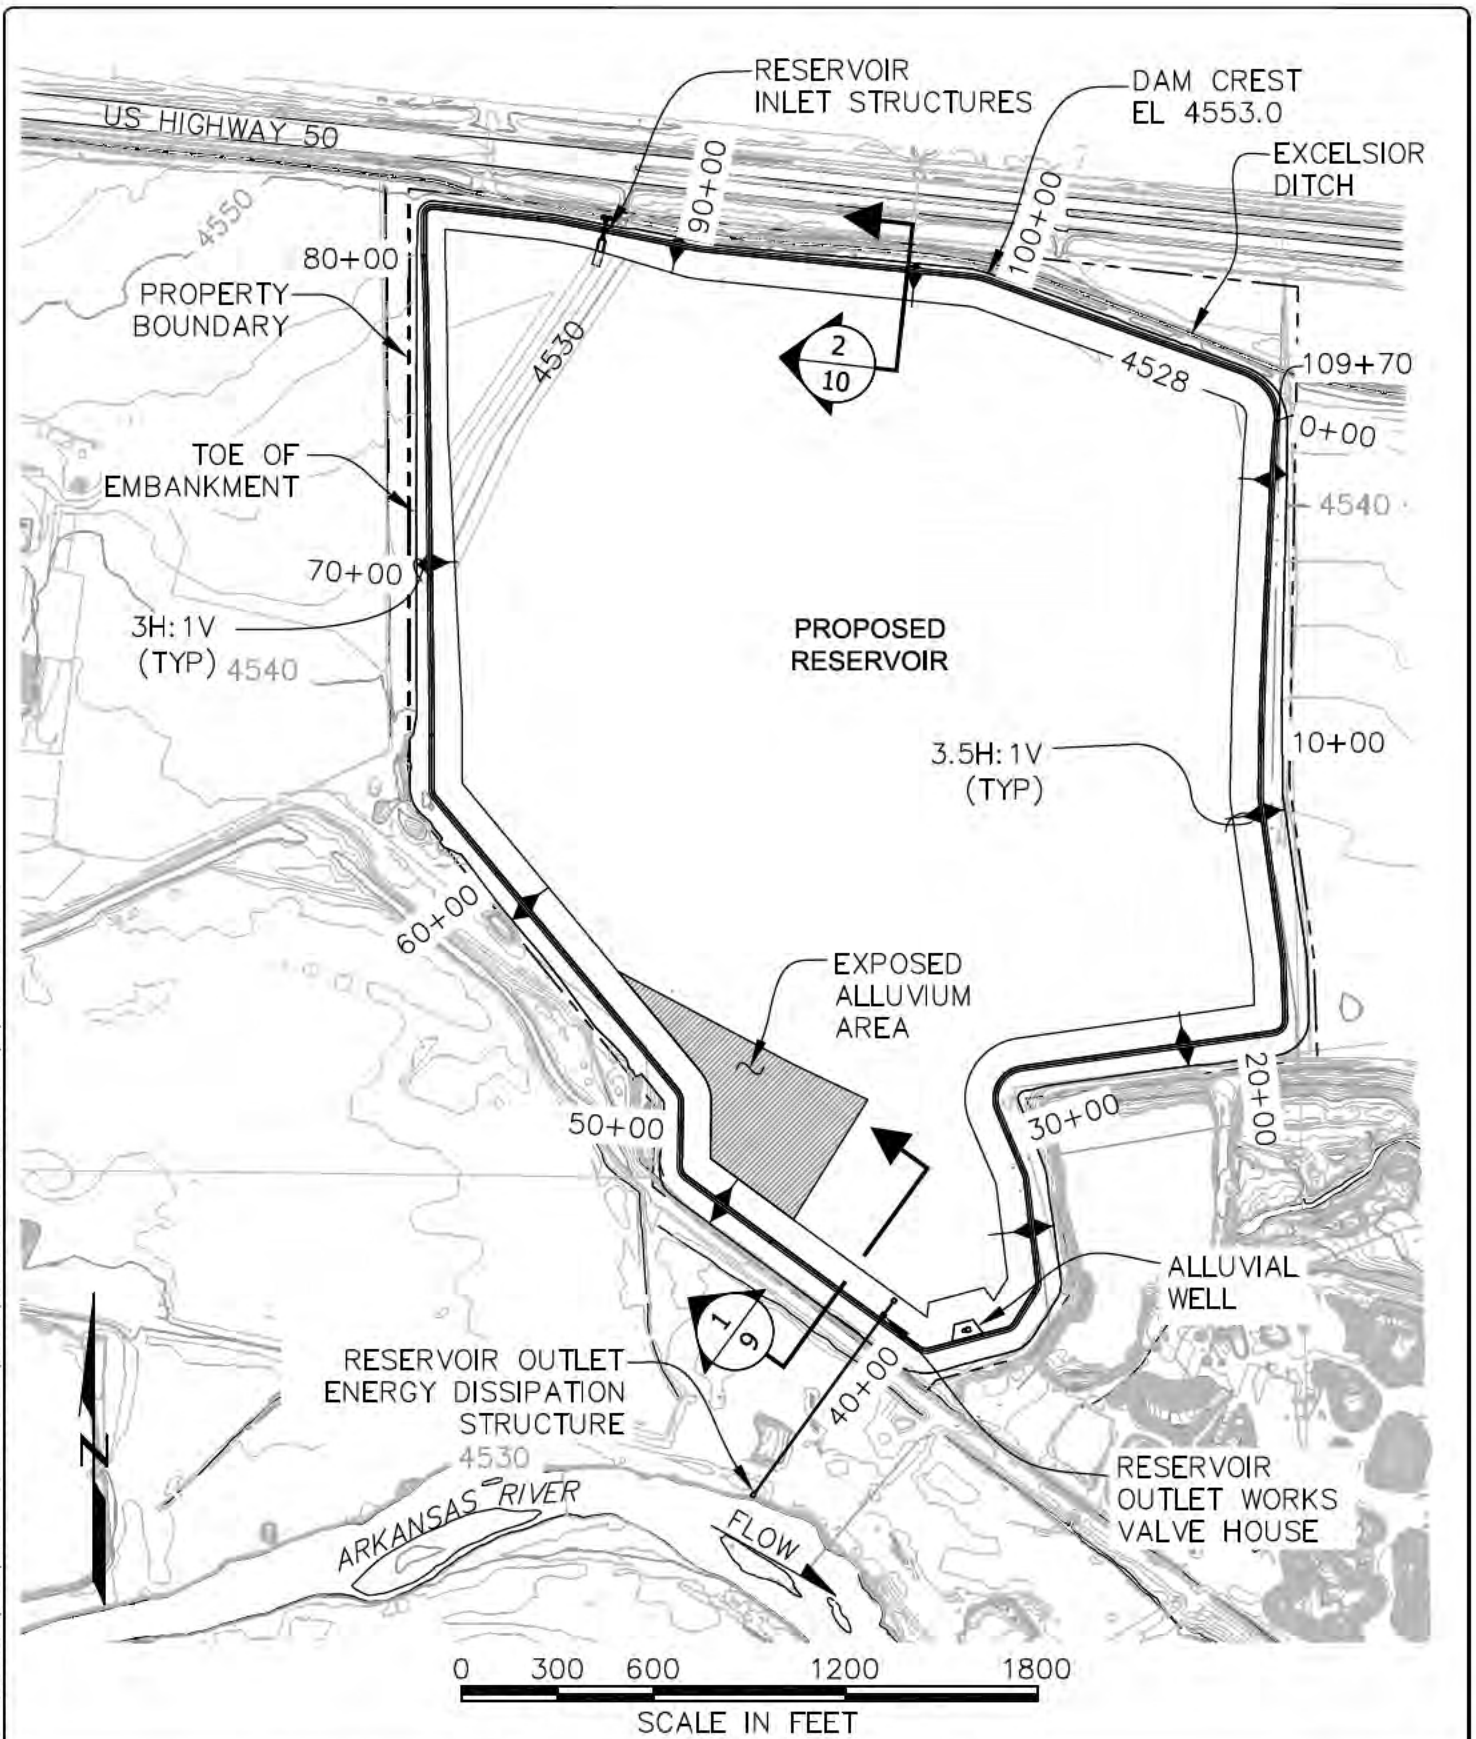 RESERVOIR
INLET STRUCTURES
DAM CREST
EL 4553.0
US HIGHWAY 50
EXCELSIOR
DITCH
90+00
100+00
4550
80+00
PROPERTY
BOUNDARY
4530
2
10
4528
109+70
0+00
TOE OF
EMBANKMENT
4540
70+00
3H:1V
(TYP)
4540
PROPOSED
RESERVOIR
3.5H:1V
(TYP)
10+00
60+00
EXPOSED
ALLUVIUM
AREA
50+00
30+00
20+00
ALLUVIAL
WELL
1
9
RESERVOIR OUTLET
ENERGY DISSIPATION
STRUCTURE
40+00
4530
ARKANSAS RIVER
FLOW
RESERVOIR
OUTLET WORKS
VALVE HOUSE
N
0 300 600 1200 1800
SCALE IN FEET